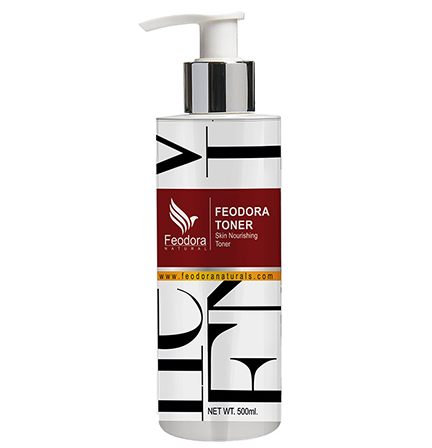 FEODORA
TONER
Skin Nourishing
Toner
Feodora
NATURAL
www.feodoranaturals.com
NET WT. 500ml.